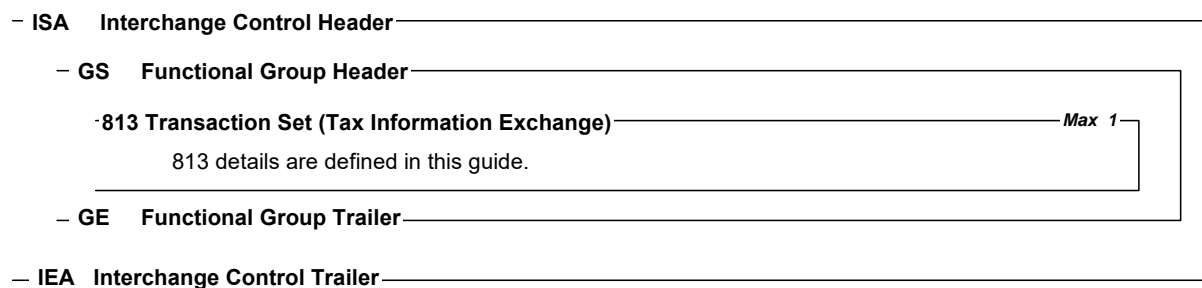 ISA Interchange Control Header
GS Functional Group Header
813 Transaction Set (Tax Information Exchange) Max 1
813 details are defined in this guide.
GE Functional Group Trailer
IEA Interchange Control Trailer